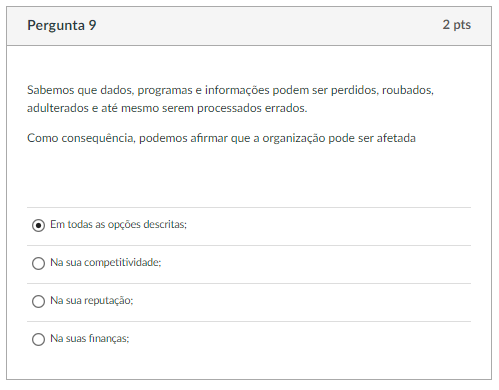 Pergunta 9
2 pts
Sabemos que dados, programas e informações podem ser perdidos, roubados,
adulterados e até mesmo serem processados errados.
Como consequência, podemos afirmar que a organização pode ser afetada
Em todas as opções descritas;
Na sua competitividade;
Na sua reputação;
Na suas finanças;